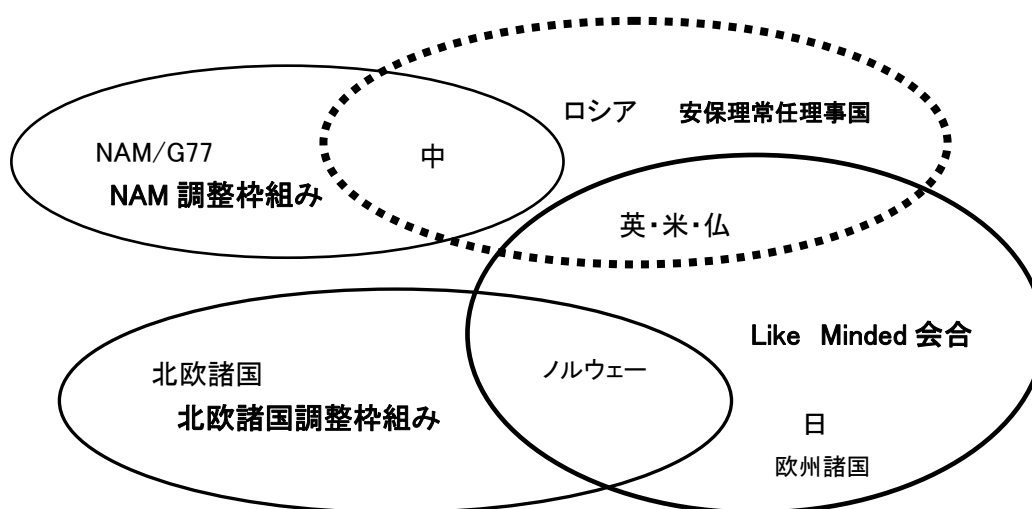 ロシア 安保理常任理事国
NAM/G77
中
NAM 調整枠組み
英・米・仏
Like Minded 会合
北欧諸国
ノルウェー
北欧諸国調整枠組み
日
欧州諸国